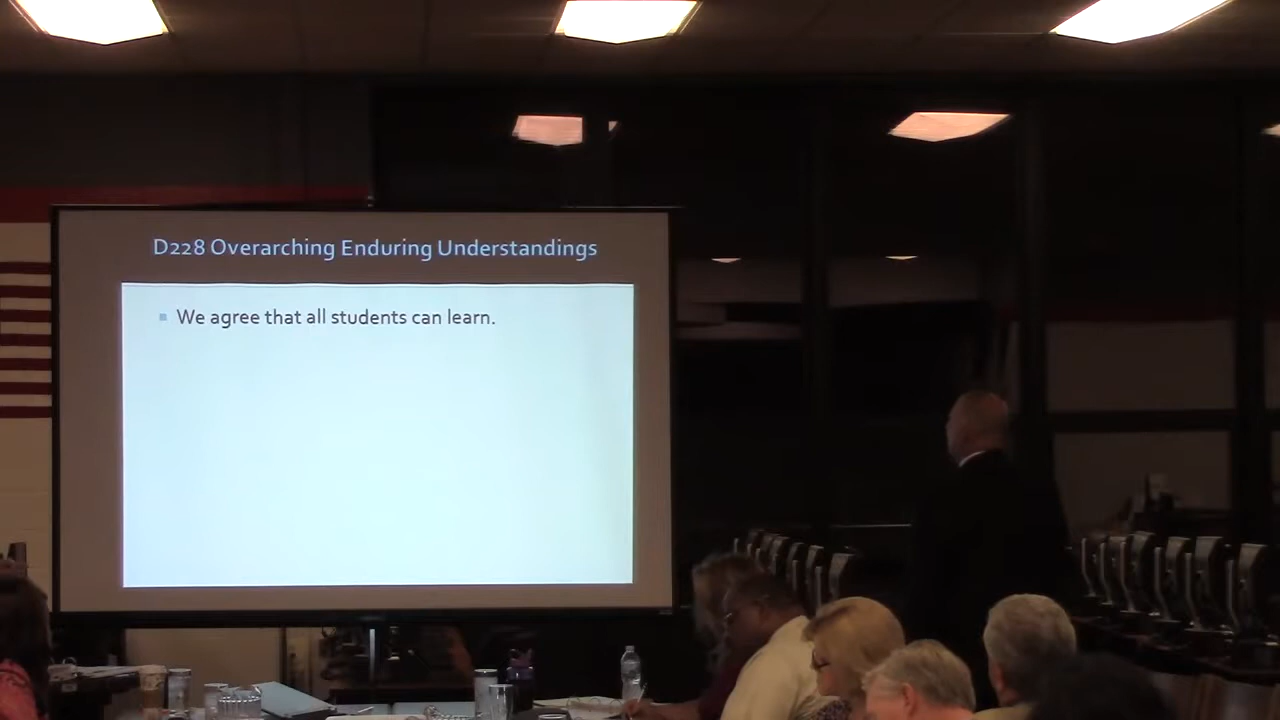 D228 Overarching Enduring Understandings
We agree that all students can learn.